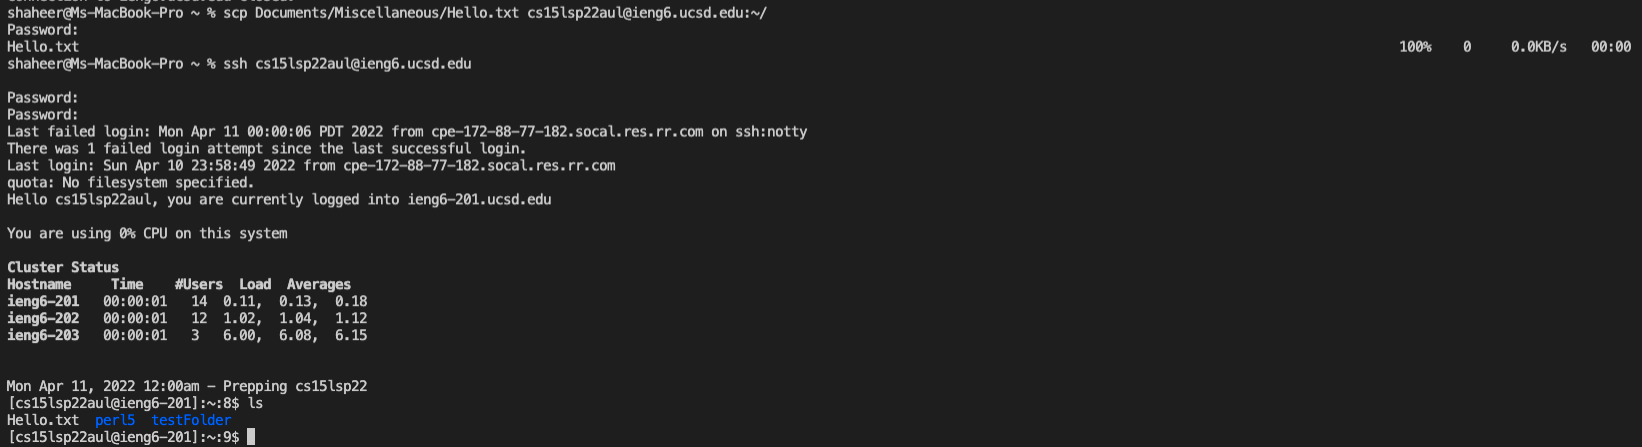 shaheer@Ms-MacBook-Pro ~ % scp Documents/Miscellaneous/Hello.txt cs15lsp22aul@ieng6.ucsd.edu:~/
Password:
Hello.txt 100% 0 0.0KB/s 00:00
shaheer@Ms-MacBook-Pro ~ % ssh cs15lsp22aul@ieng6.ucsd.edu
Password:
Password:
Last failed login: Mon Apr 11 00:00:06 PDT 2022 from cpe-172-88-77-182.socal.res.rr.com on ssh:notty
There was 1 failed login attempt since the last successful login.
Last login: Sun Apr 10 23:58:49 2022 from cpe-172-88-77-182.socal.res.rr.com
quota: No filesystem specified.
Hello cs15lsp22aul, you are currently logged into ieng6-201.ucsd.edu
You are using 0% CPU on this system
Cluster Status
Hostname Time #Users Load Averages
ieng6-201 00:00:01 14 0.11, 0.13, 0.18
ieng6-202 00:00:01 12 1.02, 1.04, 1.12
ieng6-203 00:00:01 3 6.00, 6.08, 6.15
Mon Apr 11, 2022 12:00am - Prepping cs15lsp22
[cs15lsp22aul@ieng6-201]:~:8$ ls
Hello.txt perl5 testFolder
[cs15lsp22aul@ieng6-201]:~:9$